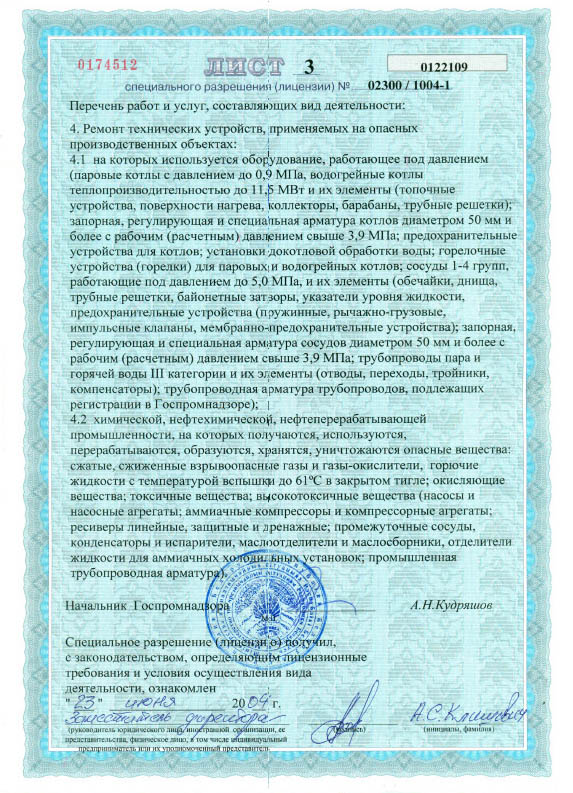 0174512 ЛИСТ 3 0122109
специального разрешения (лицензии) № 02300 / 1004-1
Перечень работ и услуг, составляющих вид деятельности:
4. Ремонт технических устройств, применяемых на опасных
производственных объектах:
4.1 на которых используется оборудование, работающее под давлением
(паровые котлы с давлением до 0,9 МПа, водогрейные котлы
теплопроизводительностью до 11,5 МВт и их элементы (топочные
устройства, поверхности нагрева, коллекторы, барабаны, трубные решетки);
запорная, регулирующая и специальная арматура котлов диаметром 50 мм и
более с рабочим (расчетным) давлением свыше 3,9 МПа; предохранительные
устройства для котлов; установки докотловой обработки воды; горелочные
устройства (горелки) для паровых и водогрейных котлов; сосуды 1-4 групп,
работающие под давлением до 5,0 МПа, и их элементы (обечайки, днища,
трубные решетки, байонетные затворы, указатели уровня жидкости,
предохранительные устройства (пружинные, рычажно-грузовые,
импульсные клапаны, мембранно-предохранительные устройства); запорная,
регулирующая и специальная арматура сосудов диаметром 50 мм и более с
рабочим (расчетным) давлением свыше 3,9 МПа; трубопроводы пара и
горячей воды III категории и их элементы (отводы, переходы, тройники,
компенсаторы); трубопроводная арматура трубопроводов, подлежащих
регистрации в Госпромнадзоре);
4.2 химической, нефтехимической, нефтеперерабатывающей
промышленности, на которых получаются, используются,
перерабатываются, образуются, хранятся, уничтожаются опасные вещества:
сжатые, сжиженные взрывоопасные газы и газы-окислители, горючие
жидкости с температурой вспышки до 61ºС в закрытом тигле; окисляющие
вещества; токсичные вещества; высокотоксичные вещества (насосы и
насосные агрегаты; аммиачные компрессоры и компрессорные агрегаты;
ресиверы линейные, защитные и дренажные; промежуточные сосуды,
конденсаторы и испарители, маслоотделители и маслосборники, отделители
жидкости для аммиачных холодильных установок; промышленная
трубопроводная арматура).
Начальник Госпромнадзора А.Н.Кудряшов
М.П.
Специальное разрешение (лицензию) получил,
с законодательством, определяющим лицензионные
требования и условия осуществления вида
деятельности, ознакомлен
"23" июня 2004г.
Заместитель директора А.С.Климович
(руководитель юридического лица, иностранной организации, ее (подпись) (инициалы, фамилия)
представительства, физическое лицо, в том числе индивидуальный
предприниматель или их уполномоченный представитель)